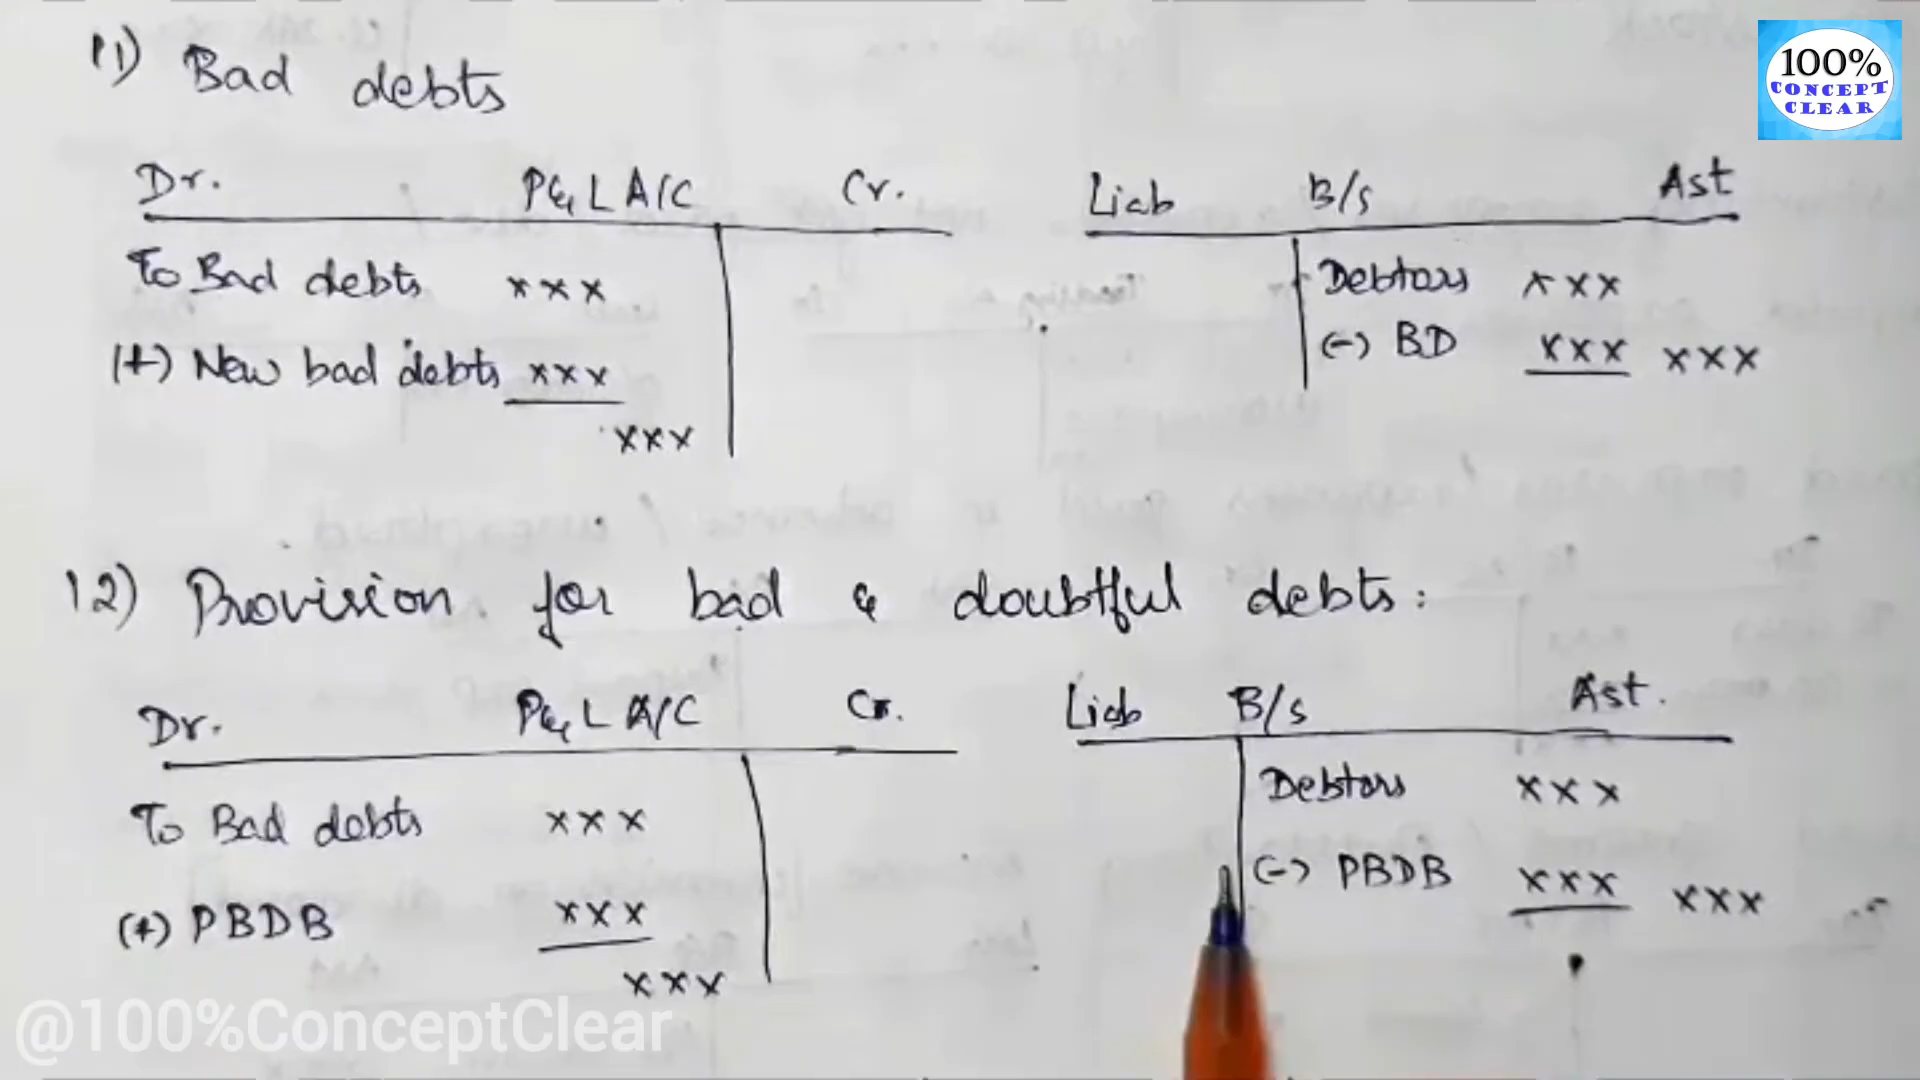 11) Bad debts
100%
CONCEPT
CLEAR
Dr. P& L A/C Cr.
To Bad debts xxx
(+) New bad debts xxx
xxx
Liab B/s Ast
Debtors xxx
(-) BD xxx xxx
12) Provision for bad & doubtful debts:
Dr. P& L A/C Cr.
To Bad debts xxx
(+) PBDB xxx
xxx
Liab B/s Ast.
Debtors xxx
(-) PBDB xxx xxx
@100%ConceptClear